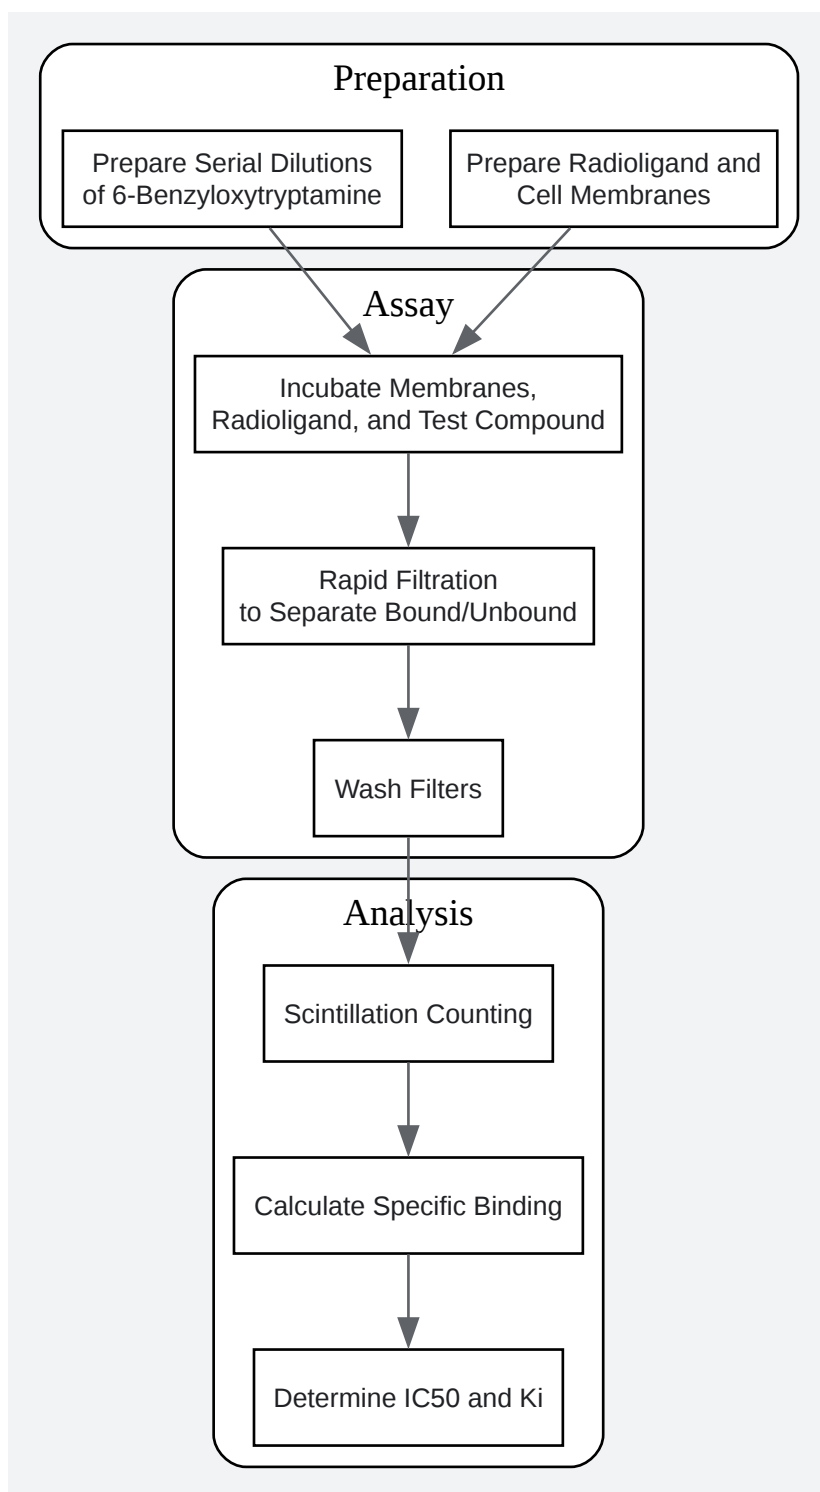 Preparation
Prepare Serial Dilutions
of 6-Benzyloxytryptamine
Prepare Radioligand and
Cell Membranes
Assay
Incubate Membranes,
Radioligand, and Test Compound
Rapid Filtration
to Separate Bound/Unbound
Wash Filters
Analysis
Scintillation Counting
Calculate Specific Binding
Determine IC50 and Ki